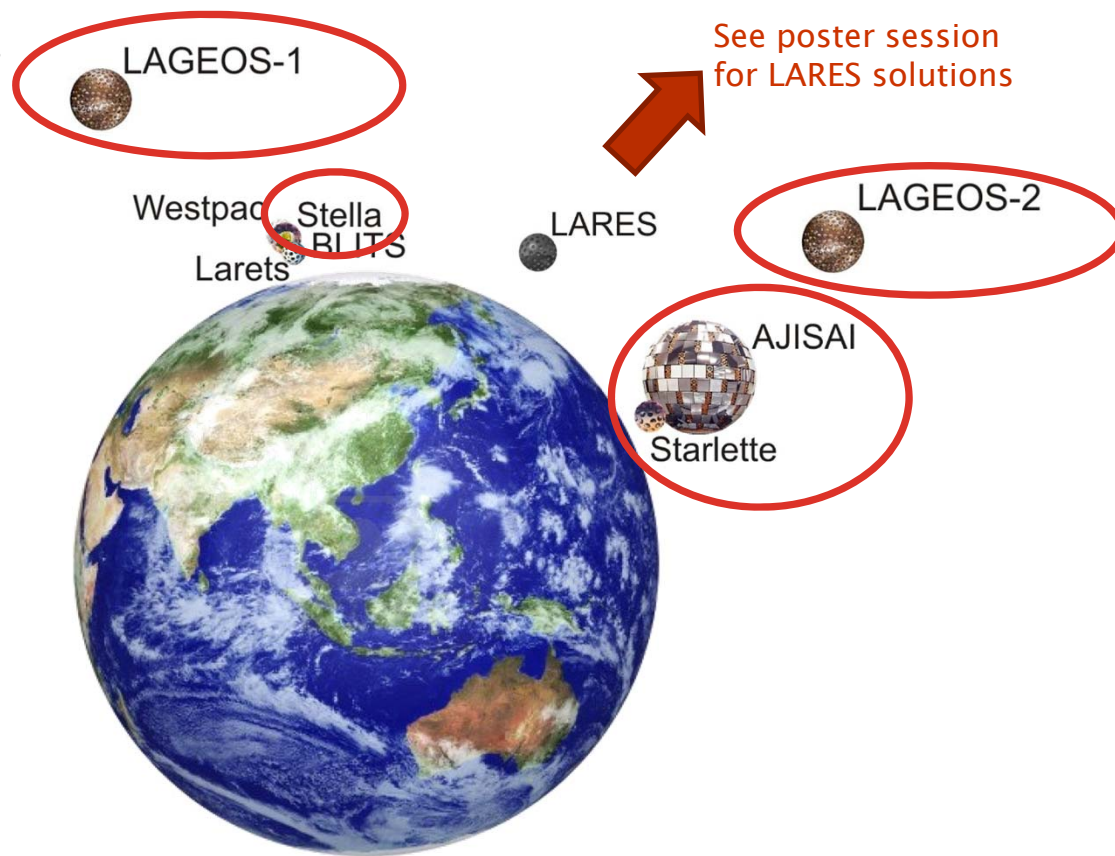 LAGEOS-1
See poster session
for LARES solutions
Westpac
Stella
BLITS
Larets
LARES
LAGEOS-2
AJISAI
Starlette